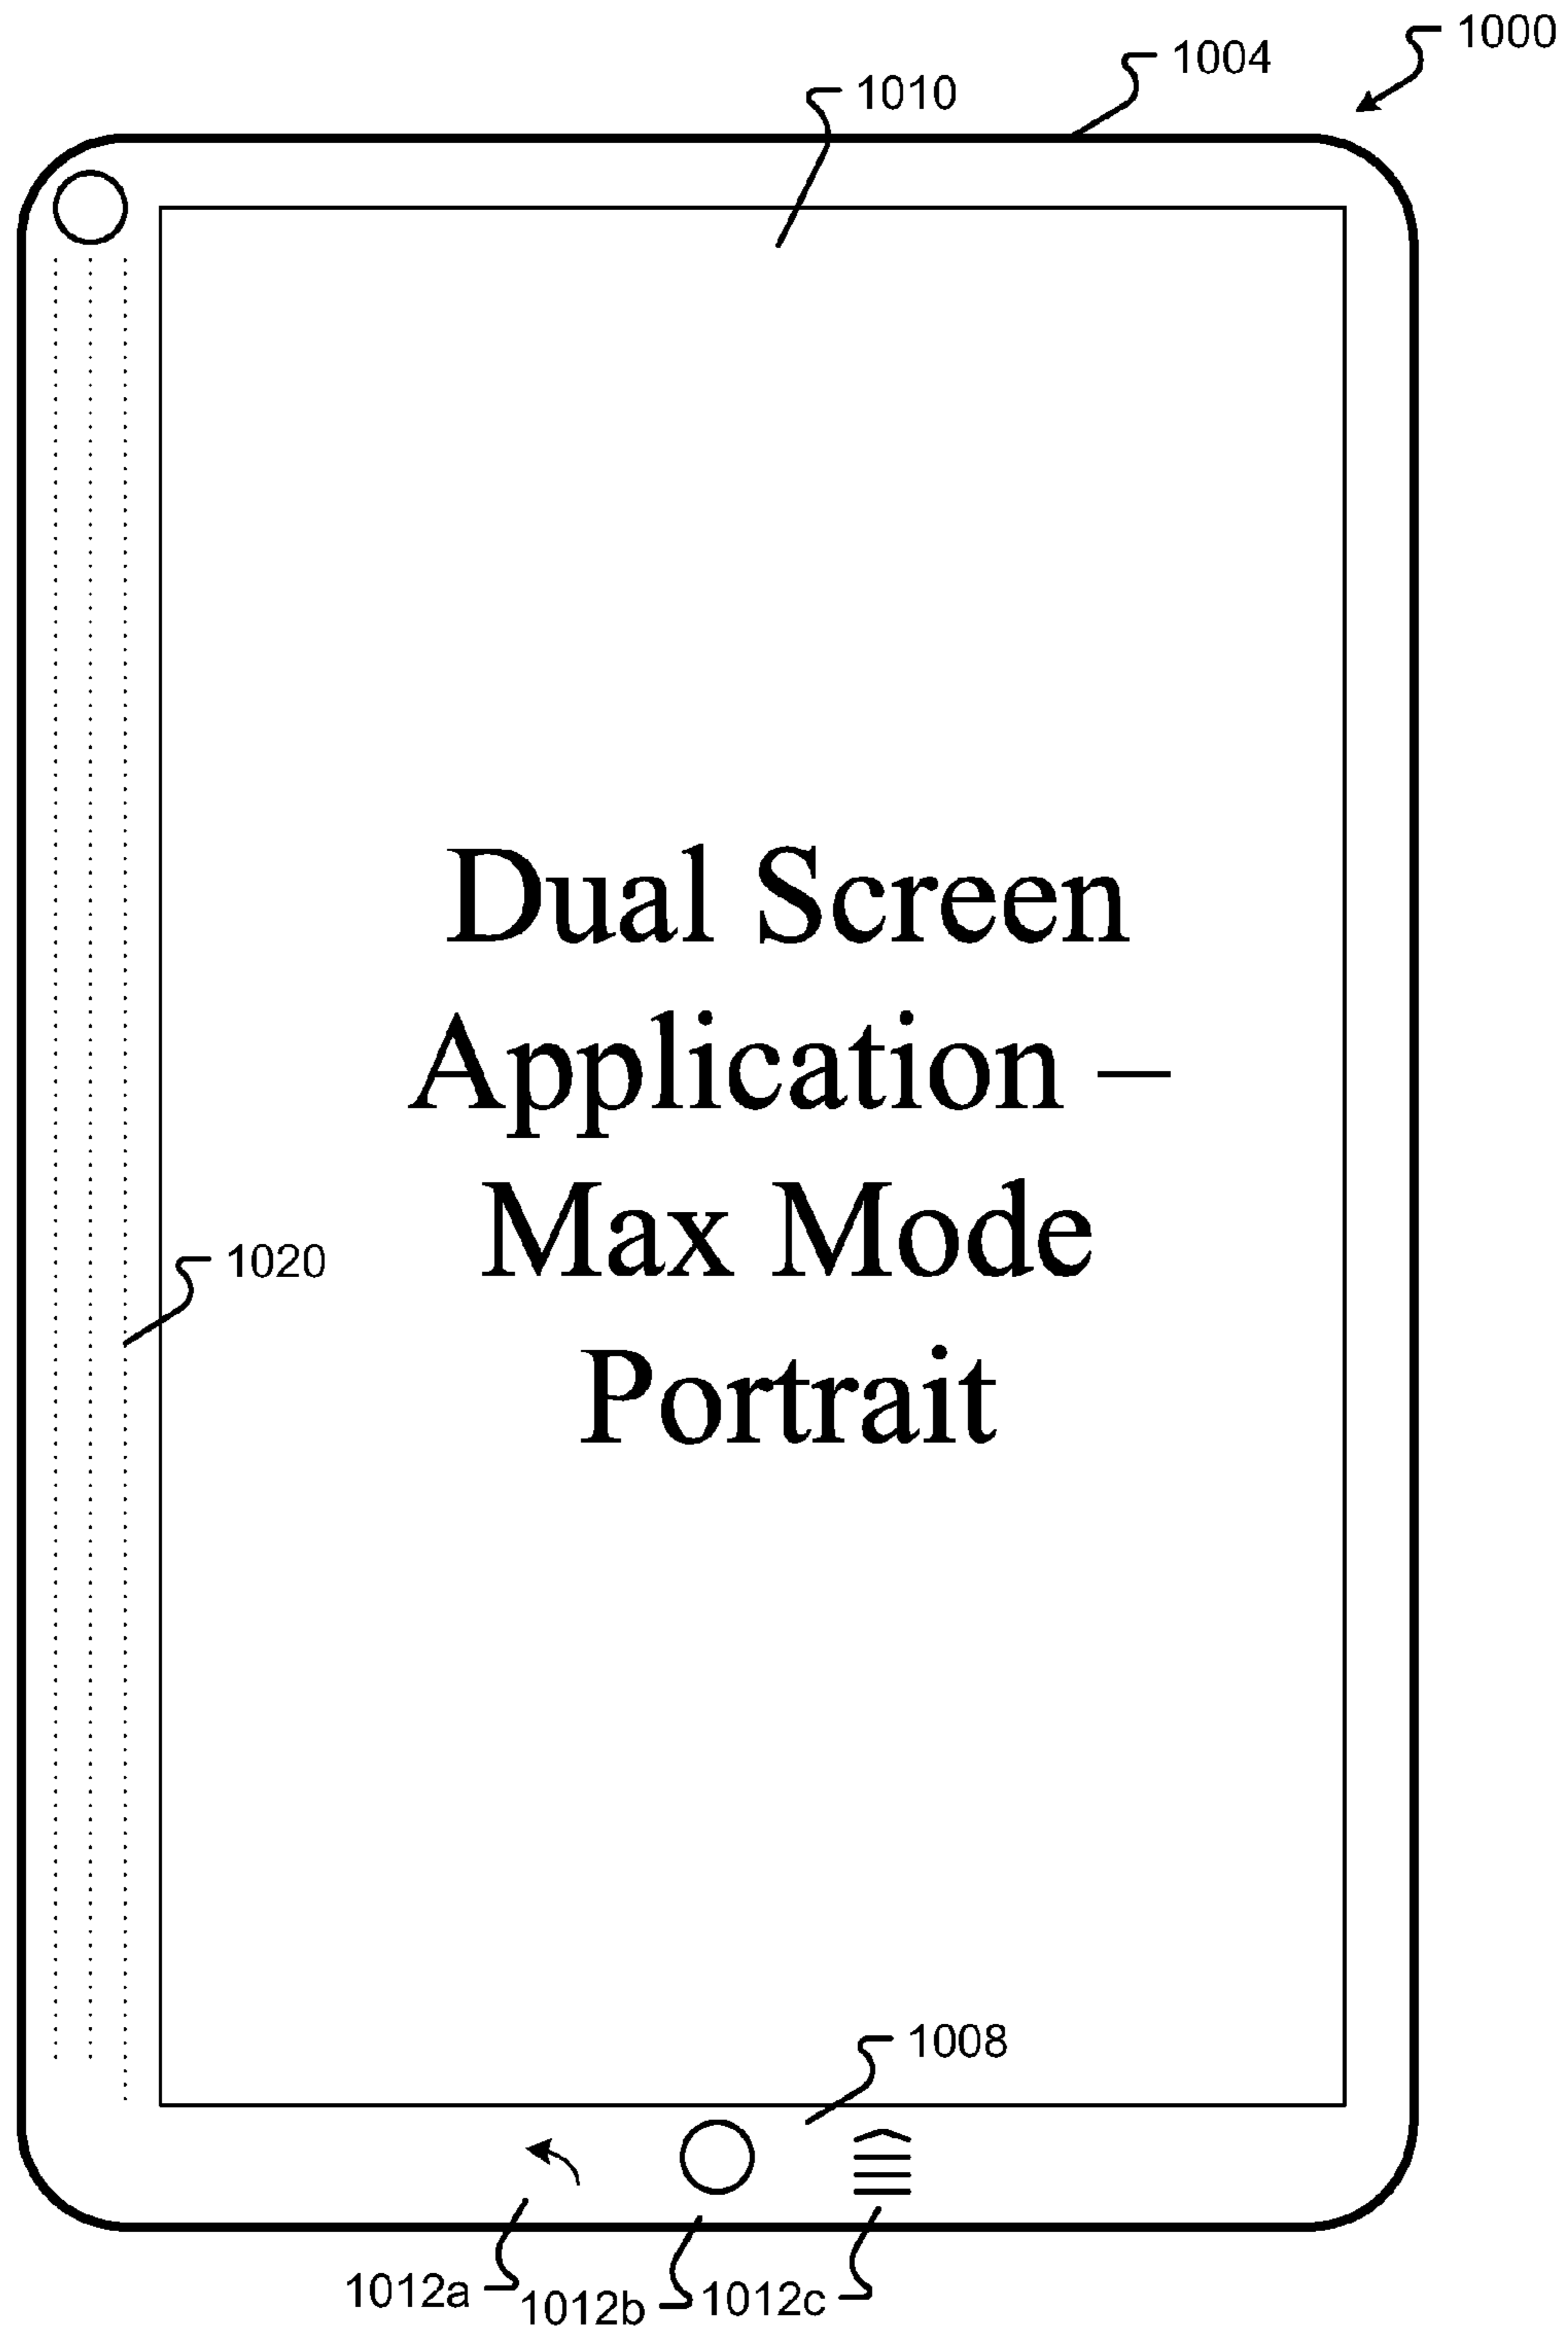 1000
1004
1010
Dual Screen
Application –
Max Mode
Portrait
1020
1008
1012a
1012b
1012c